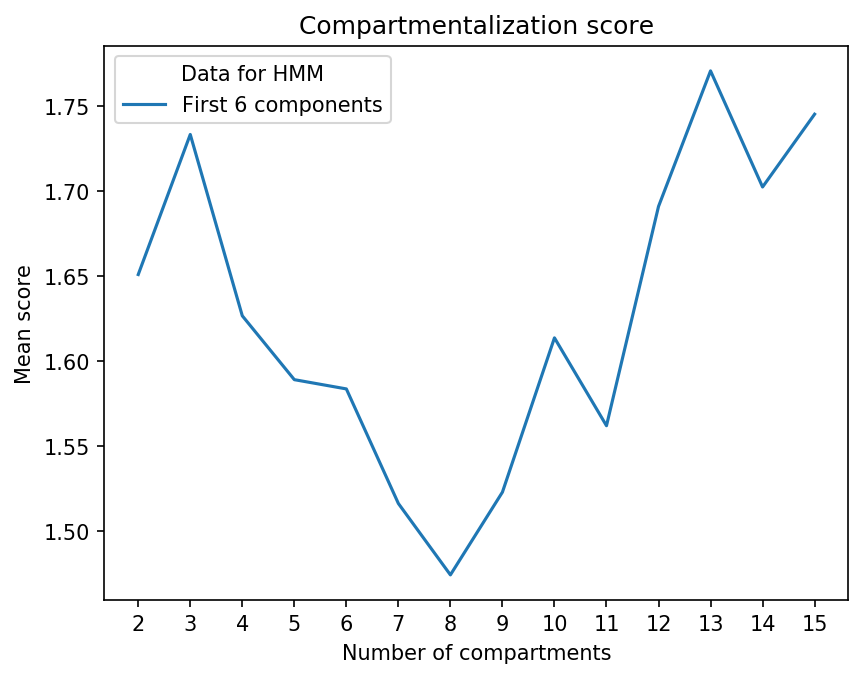 Compartmentalization score
Data for HMM
First 6 components
Mean score
1.75
1.70
1.65
1.60
1.55
1.50
2 3 4 5 6 7 8 9 10 11 12 13 14 15
Number of compartments